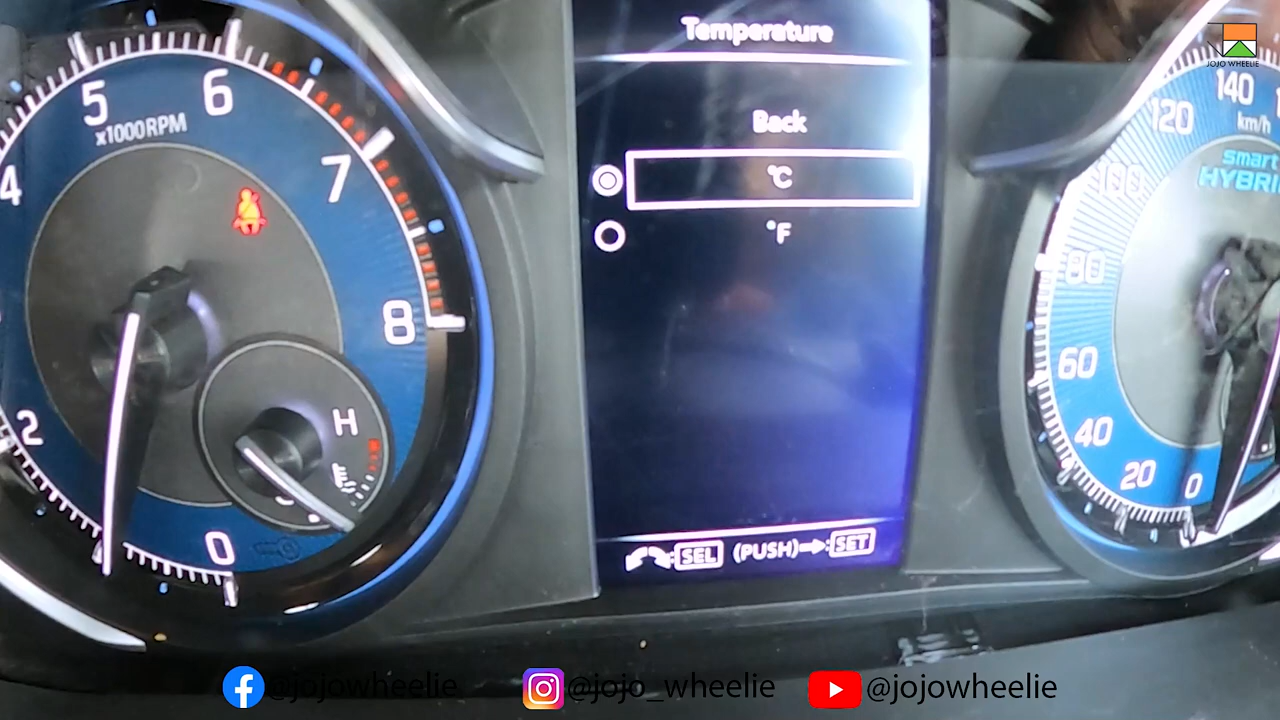 Temperature
Back
°C
°F
SEL (PUSH) SET
5
6
x1000RPM
7
4
8
2
0
H
140
120
km/h
100
80
60
40
20
0
smart
HYBRI
JOJO WHEELIE
@jojowheelie
@jojo_wheelie
@jojowheelie